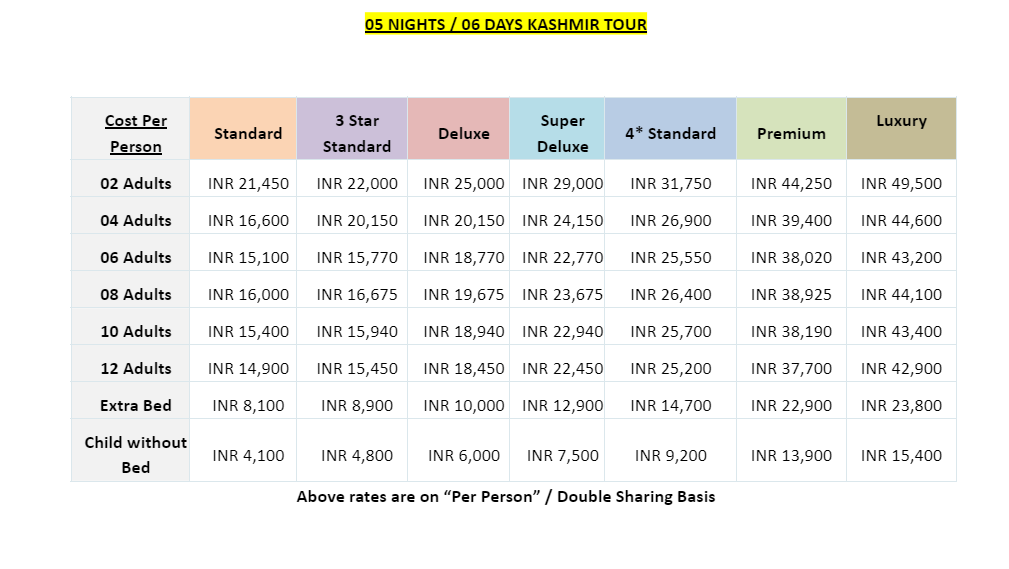 05 NIGHTS / 06 DAYS KASHMIR TOUR
Cost Per Person Standard 3 Star Standard Deluxe Super Deluxe 4* Standard Premium Luxury
02 Adults INR 21,450 INR 22,000 INR 25,000 INR 29,000 INR 31,750 INR 44,250 INR 49,500
04 Adults INR 16,600 INR 20,150 INR 20,150 INR 24,150 INR 26,900 INR 39,400 INR 44,600
06 Adults INR 15,100 INR 15,770 INR 18,770 INR 22,770 INR 25,550 INR 38,020 INR 43,200
08 Adults INR 16,000 INR 16,675 INR 19,675 INR 23,675 INR 26,400 INR 38,925 INR 44,100
10 Adults INR 15,400 INR 15,940 INR 18,940 INR 22,940 INR 25,700 INR 38,190 INR 43,400
12 Adults INR 14,900 INR 15,450 INR 18,450 INR 22,450 INR 25,200 INR 37,700 INR 42,900
Extra Bed INR 8,100 INR 8,900 INR 10,000 INR 12,900 INR 14,700 INR 22,900 INR 23,800
Child without Bed INR 4,100 INR 4,800 INR 6,000 INR 7,500 INR 9,200 INR 13,900 INR 15,400
Above rates are on “Per Person” / Double Sharing Basis